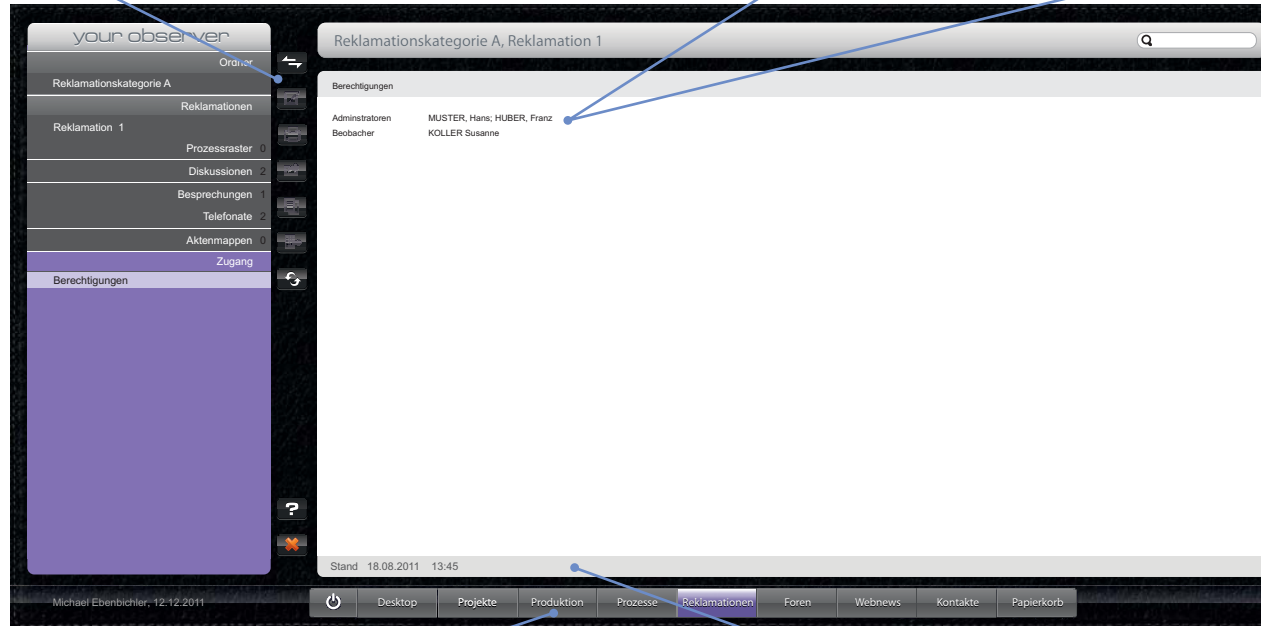 your observer
Ordner
Reklamationskategorie A
Reklamationen
Reklamation 1
Prozessraster 0
Diskussionen 2
Besprechungen 1
Telefonate 2
Aktenmappen 0
Zugang
Berechtigungen
Reklamationskategorie A, Reklamation 1
Berechtigungen
Adminstratoren MUSTER, Hans; HUBER, Franz
Beobacher KOLLER Susanne
?
Stand 18.08.2011 13:45
Michael Ebenbichler, 12.12.2011
Desktop Projekte Produktion Prozesse Reklamationen Foren Webnews Kontakte Papierkorb